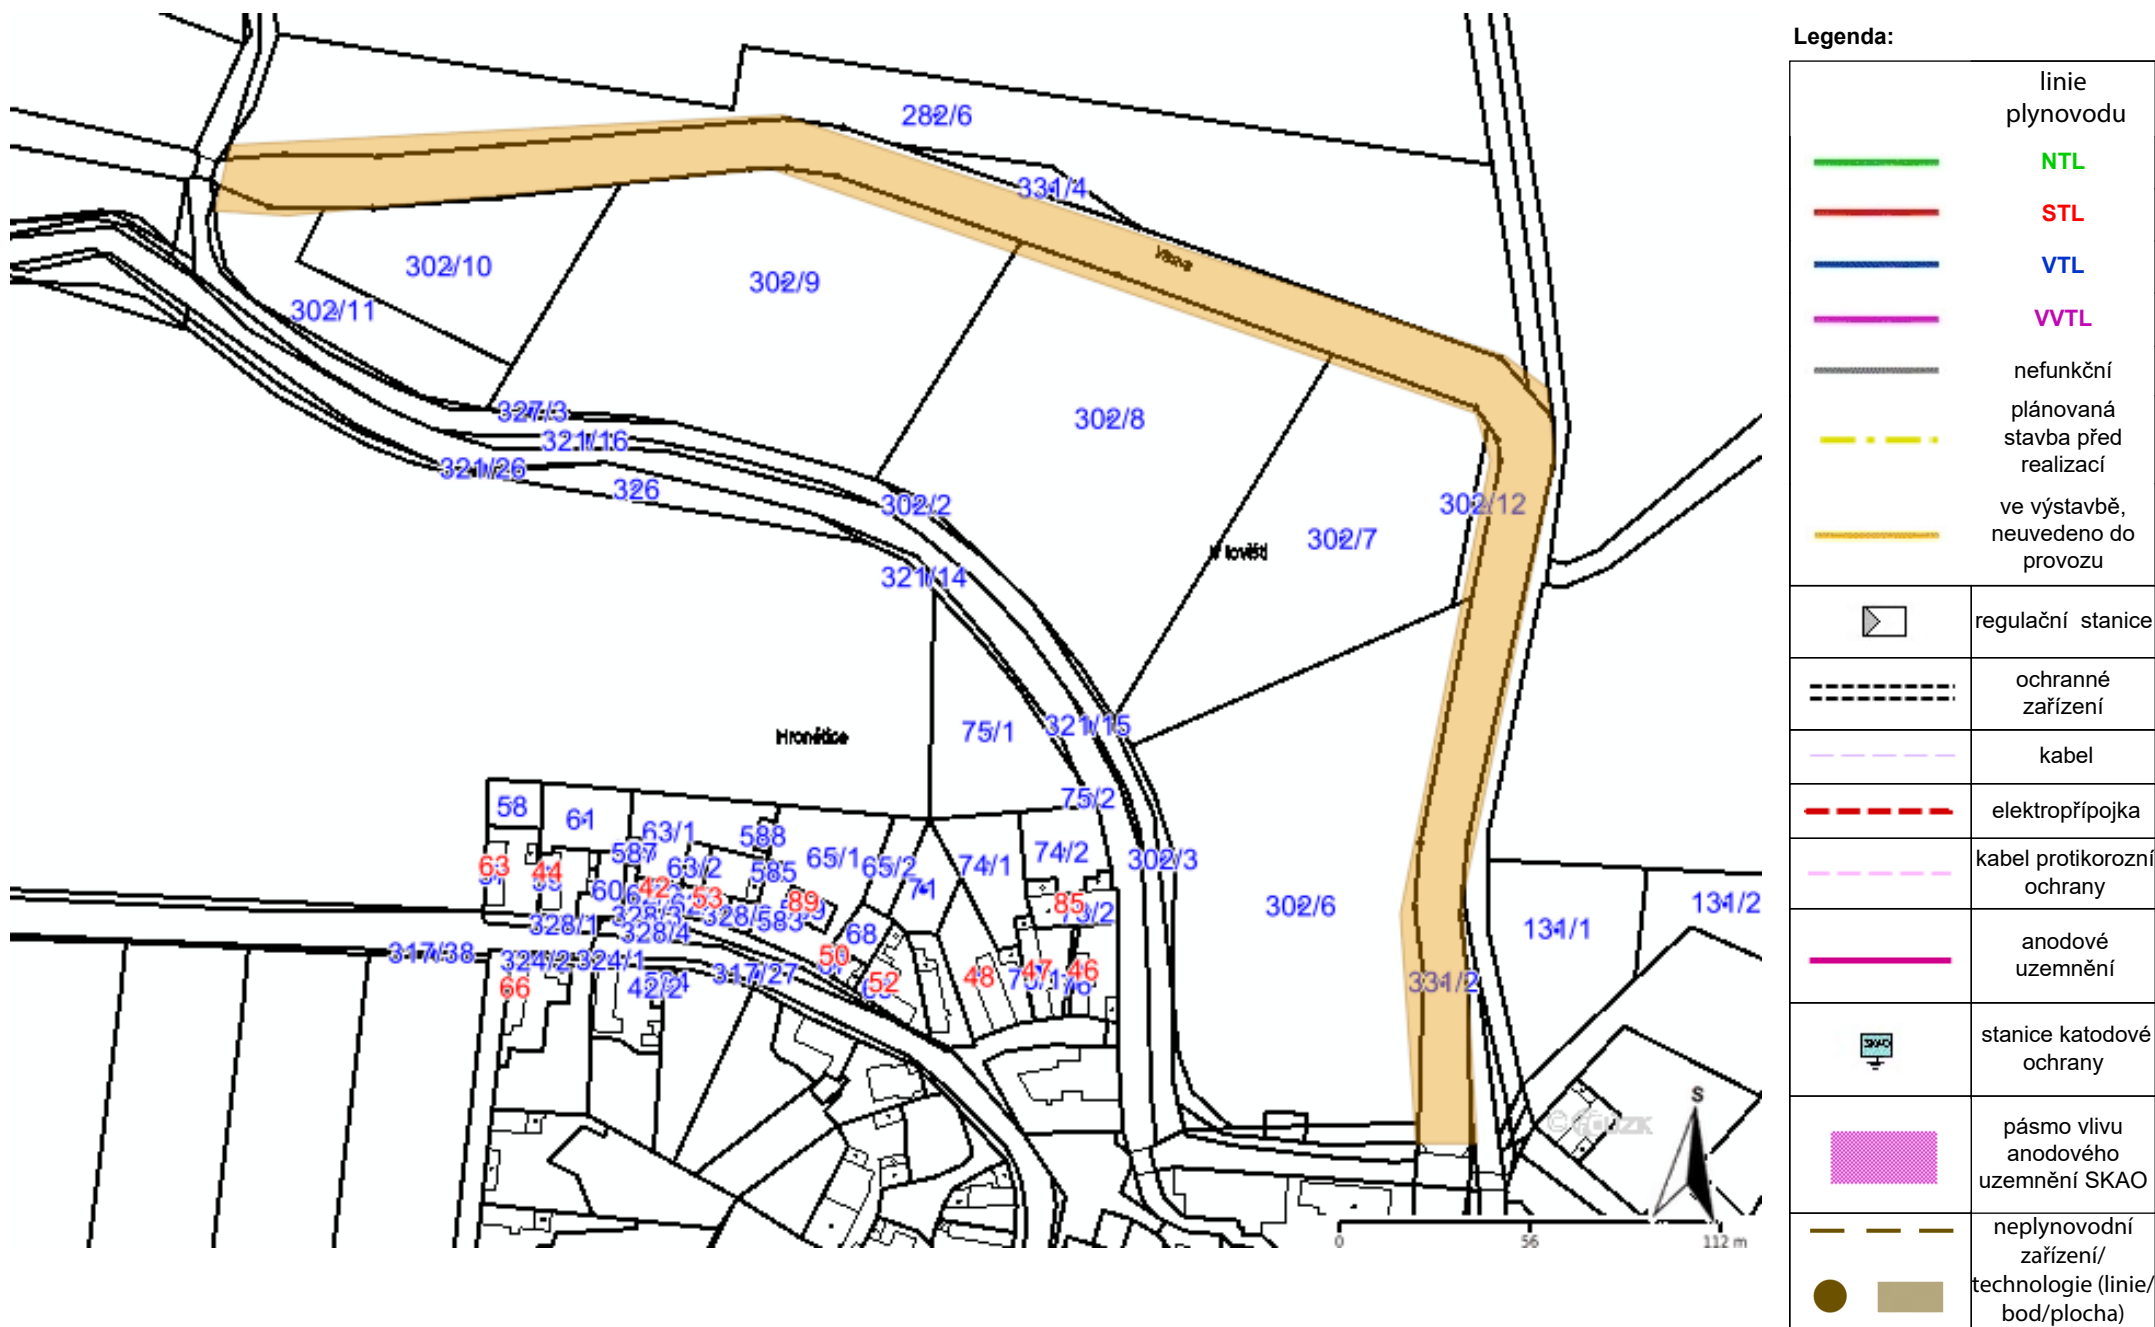 Legenda:
linie
plynovodu
NTL
STL
VTL
VVTL
nefunkční
plánovaná
stavba před
realizací
ve výstavbě,
neuvedeno do
provozu
regulační stanice
ochranné
zařízení
kabel
elektropřípojka
kabel protikorozní
ochrany
anodové
uzemnění
SKAO
stanice katodové
ochrany
pásmo vlivu
anodového
uzemnění SKAO
neplynovodní
zařízení/
technologie (linie/
bod/plocha)
282/6
331/4
302/10
302/9
302/11
302/8
327/3
321/16
321/26
326
302/2
302/12
302/7
321/14
75/1
321/15
Hronětice
75/2
58
61
63/1
588
587
63/2
585
65/1
65/2
74/1
74/2
302/3
63
44
60
42
53
89
71
85
302/6
131/1
131/2
328/1
328/3
328/4
583
68
317/38
324/2
324/1
317/27
50
52
48
47
46
76
66
42/2
331/2
S
0
56
112 m